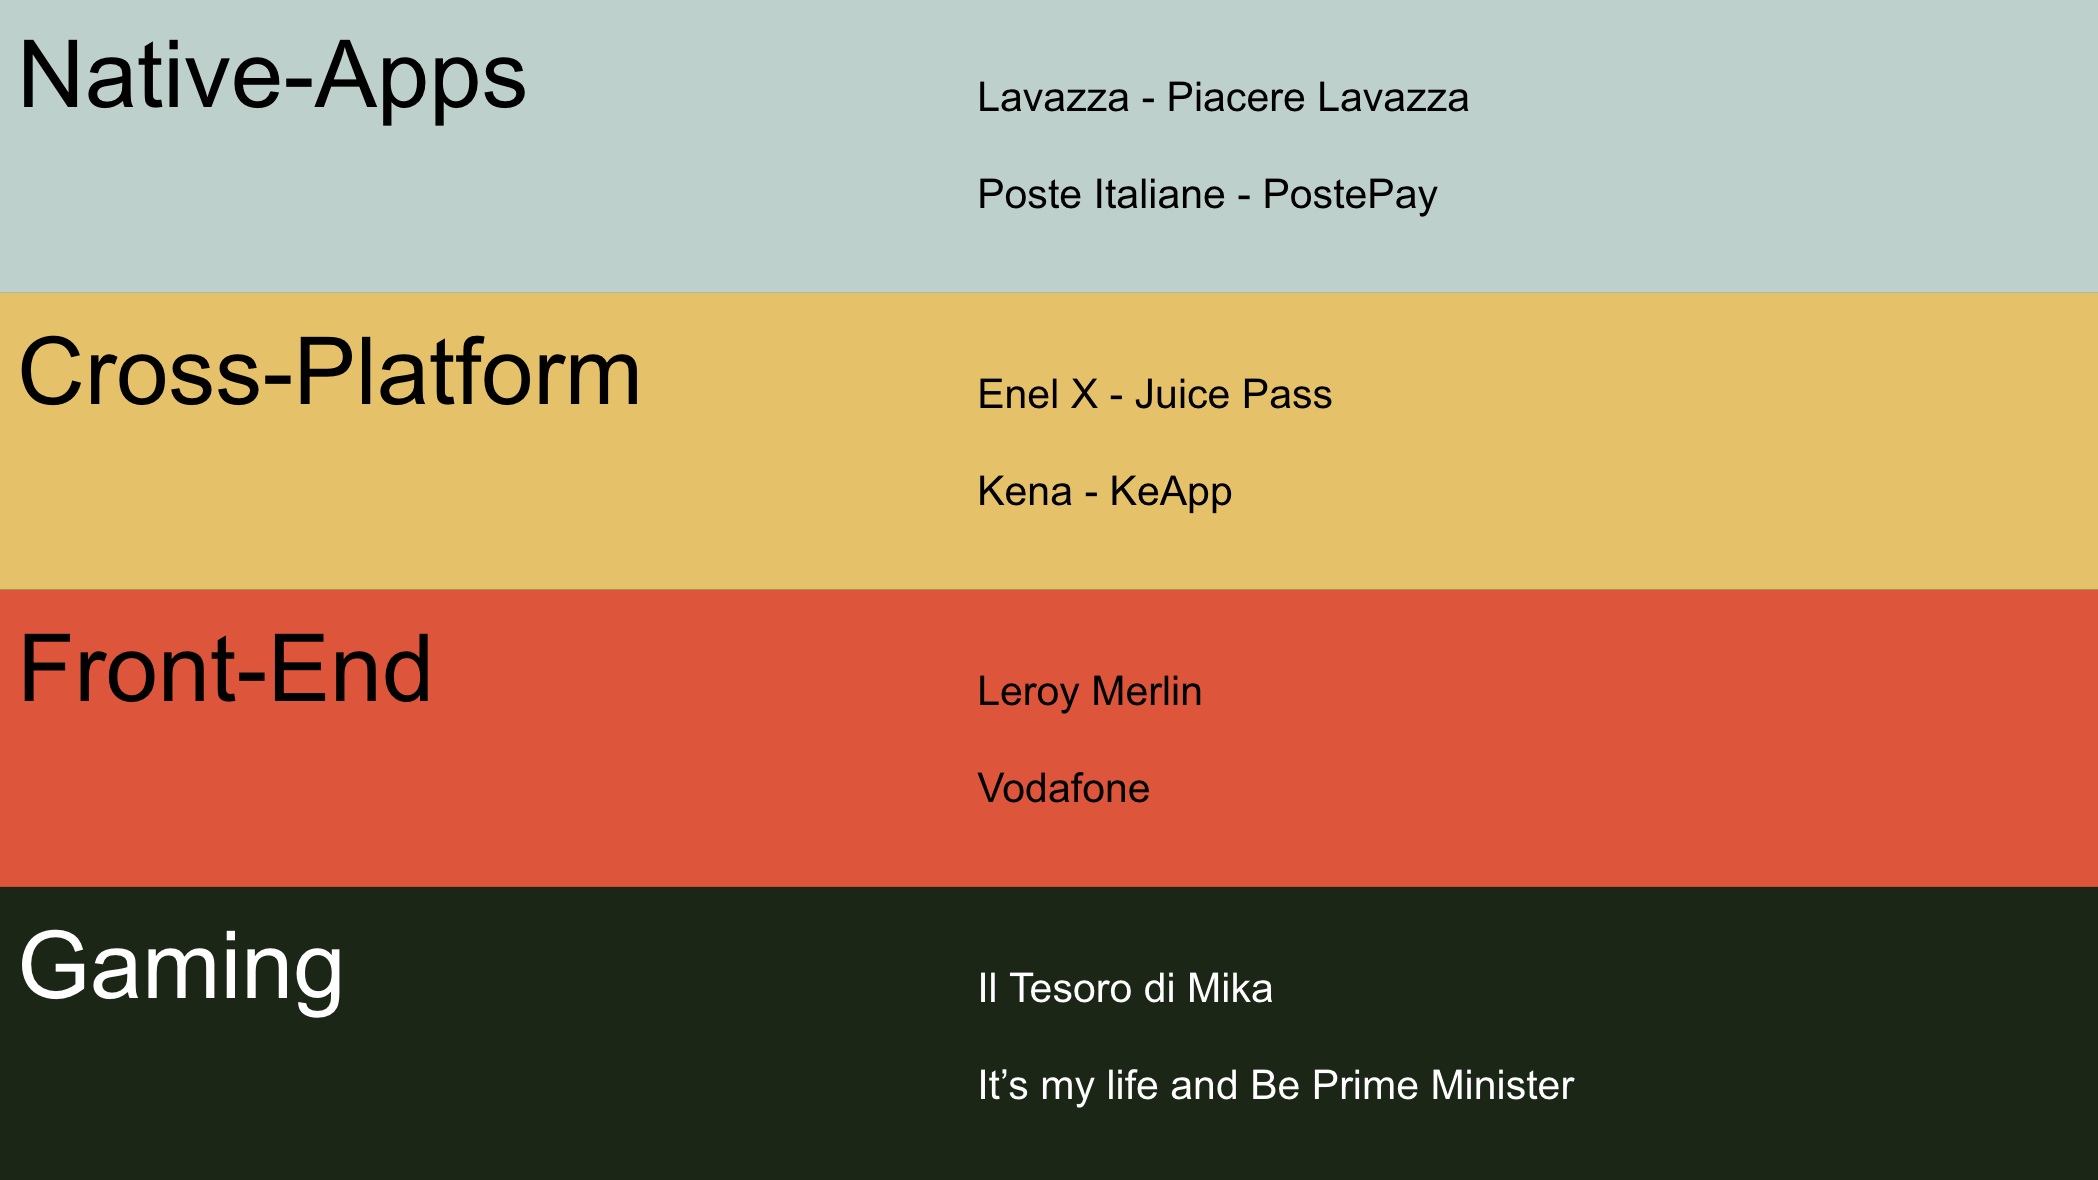 Native-Apps
Lavazza - Piacere Lavazza
Poste Italiane - PostePay
Cross-Platform
Enel X - Juice Pass
Kena - KeApp
Front-End
Leroy Merlin
Vodafone
Gaming
Il Tesoro di Mika
It’s my life and Be Prime Minister